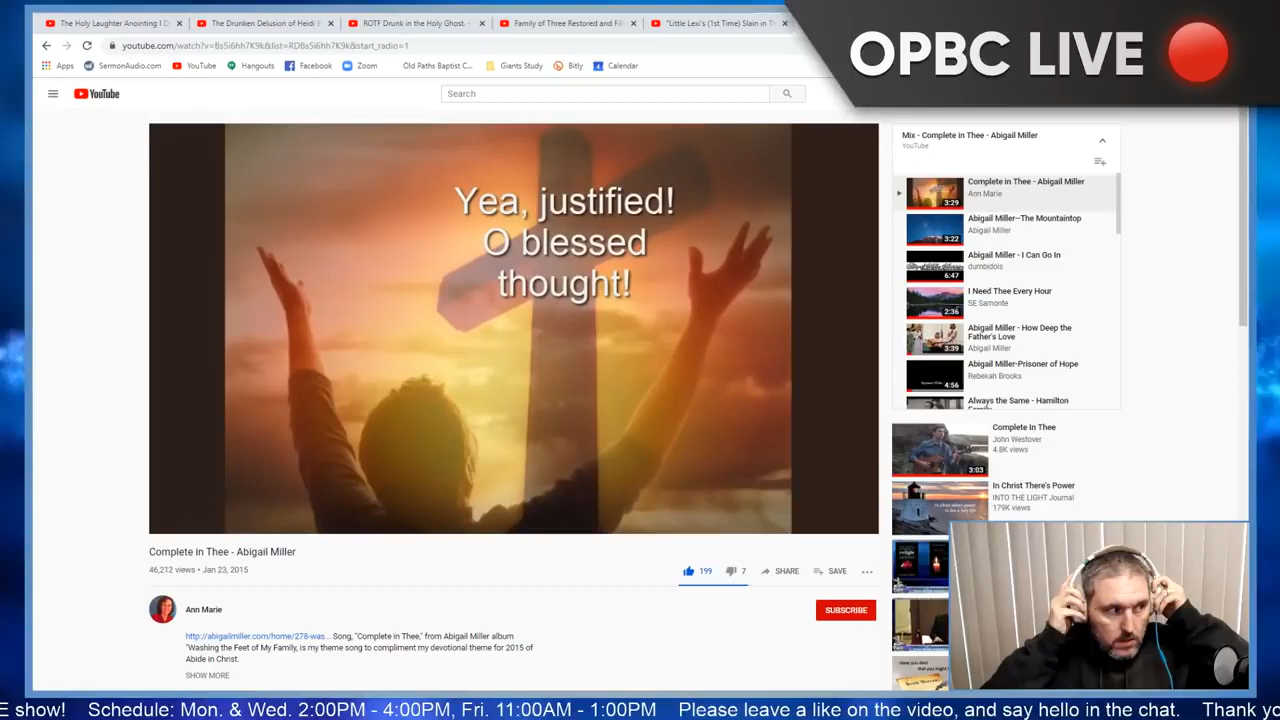 The Holy Laughter Anointing I D
The Drunken Delusion of Heidi B
ROTF Drunk in the Holy Ghost. -
Family of Three Restored and Fil
"Little Lexi's (1st Time) Slain in Th
OPBC LIVE
youtube.com/watch?v=Bs5i6hh7K9k&list=RDBs5i6hh7K9k&start_radio=1
Apps
SermonAudio.com
YouTube
Hangouts
Facebook
Zoom
Old Paths Baptist C...
Giants Study
Bitly
Calendar
YouTube
Search
Yea, justified!
O blessed
thought!
Mix - Complete in Thee - Abigail Miller
YouTube
Complete in Thee - Abigail Miller
Ann Marie
3:29
Abigail Miller--The Mountaintop
Abigail Miller
3:22
Abigail Miller - I Can Go In
dumbidols
6:47
I Need Thee Every Hour
SE Samonte
2:36
Abigail Miller - How Deep the
Father's Love
Abigail Miller
3:39
Abigail Miller-Prisoner of Hope
Rebekah Brooks
4:56
Always the Same - Hamilton
Family
Complete In Thee
John Westover
4.8K views
3:03
In Christ There's Power
INTO THE LIGHT Journal
179K views
Complete in Thee - Abigail Miller
46,212 views • Jan 23, 2015
199
7
SHARE
SAVE
Ann Marie
SUBSCRIBE
http://abigailmiller.com/home/278-was... Song, "Complete in Thee," from Abigail Miller album
"Washing the Feet of My Family, is my theme song to compliment my devotional theme for 2015 of
Abide in Christ.
SHOW MORE
Have you died
that you might
E show! Schedule: Mon. & Wed. 2:00PM - 4:00PM, Fri. 11:00AM - 1:00PM Please leave a like on the video, and say hello in the chat. Thank yo